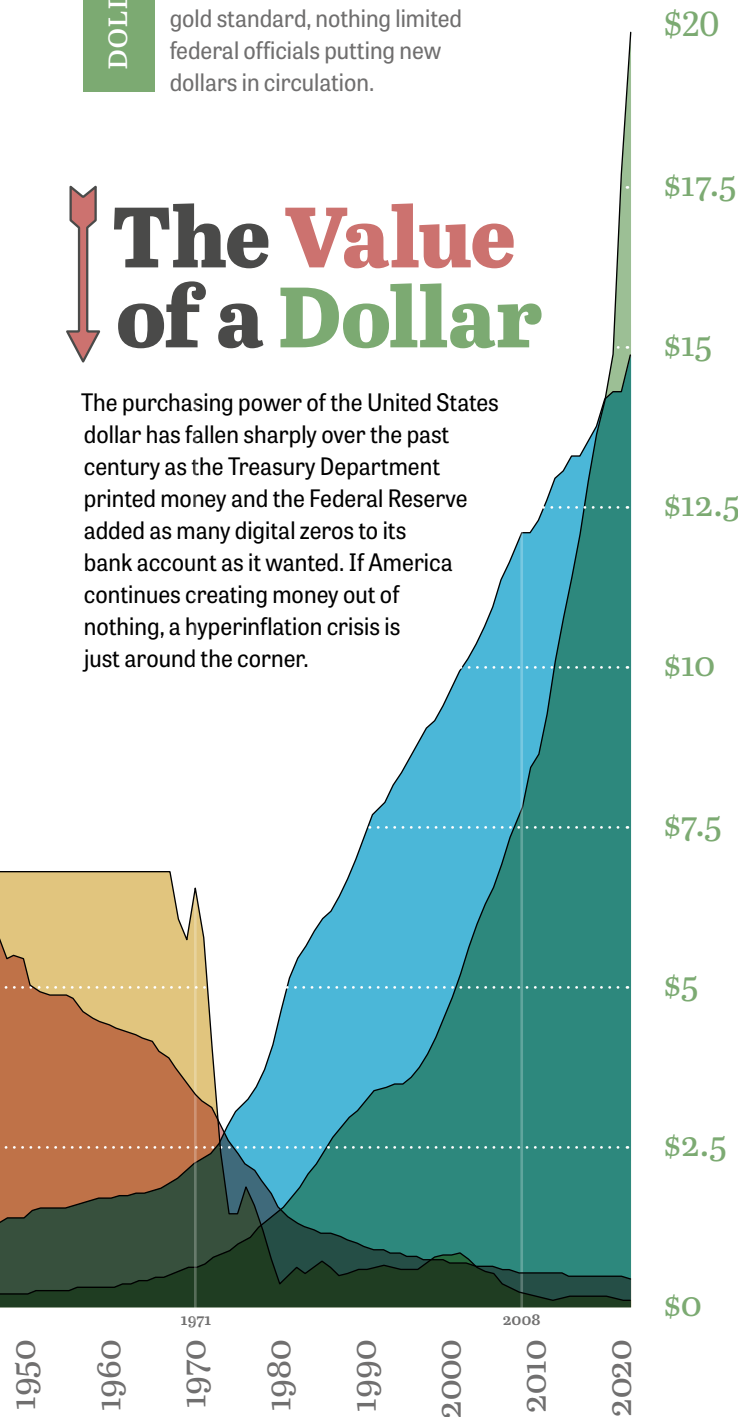 DOLL
gold standard, nothing limited
federal officials putting new
dollars in circulation.
The Value
of a Dollar
The purchasing power of the United States
dollar has fallen sharply over the past
century as the Treasury Department
printed money and the Federal Reserve
added as many digital zeros to its
bank account as it wanted. If America
continues creating money out of
nothing, a hyperinflation crisis is
just around the corner.
$20
$17.5
$15
$12.5
$10
$7.5
$5
$2.5
$0
1971
2008
1950
1960
1970
1980
1990
2000
2010
2020